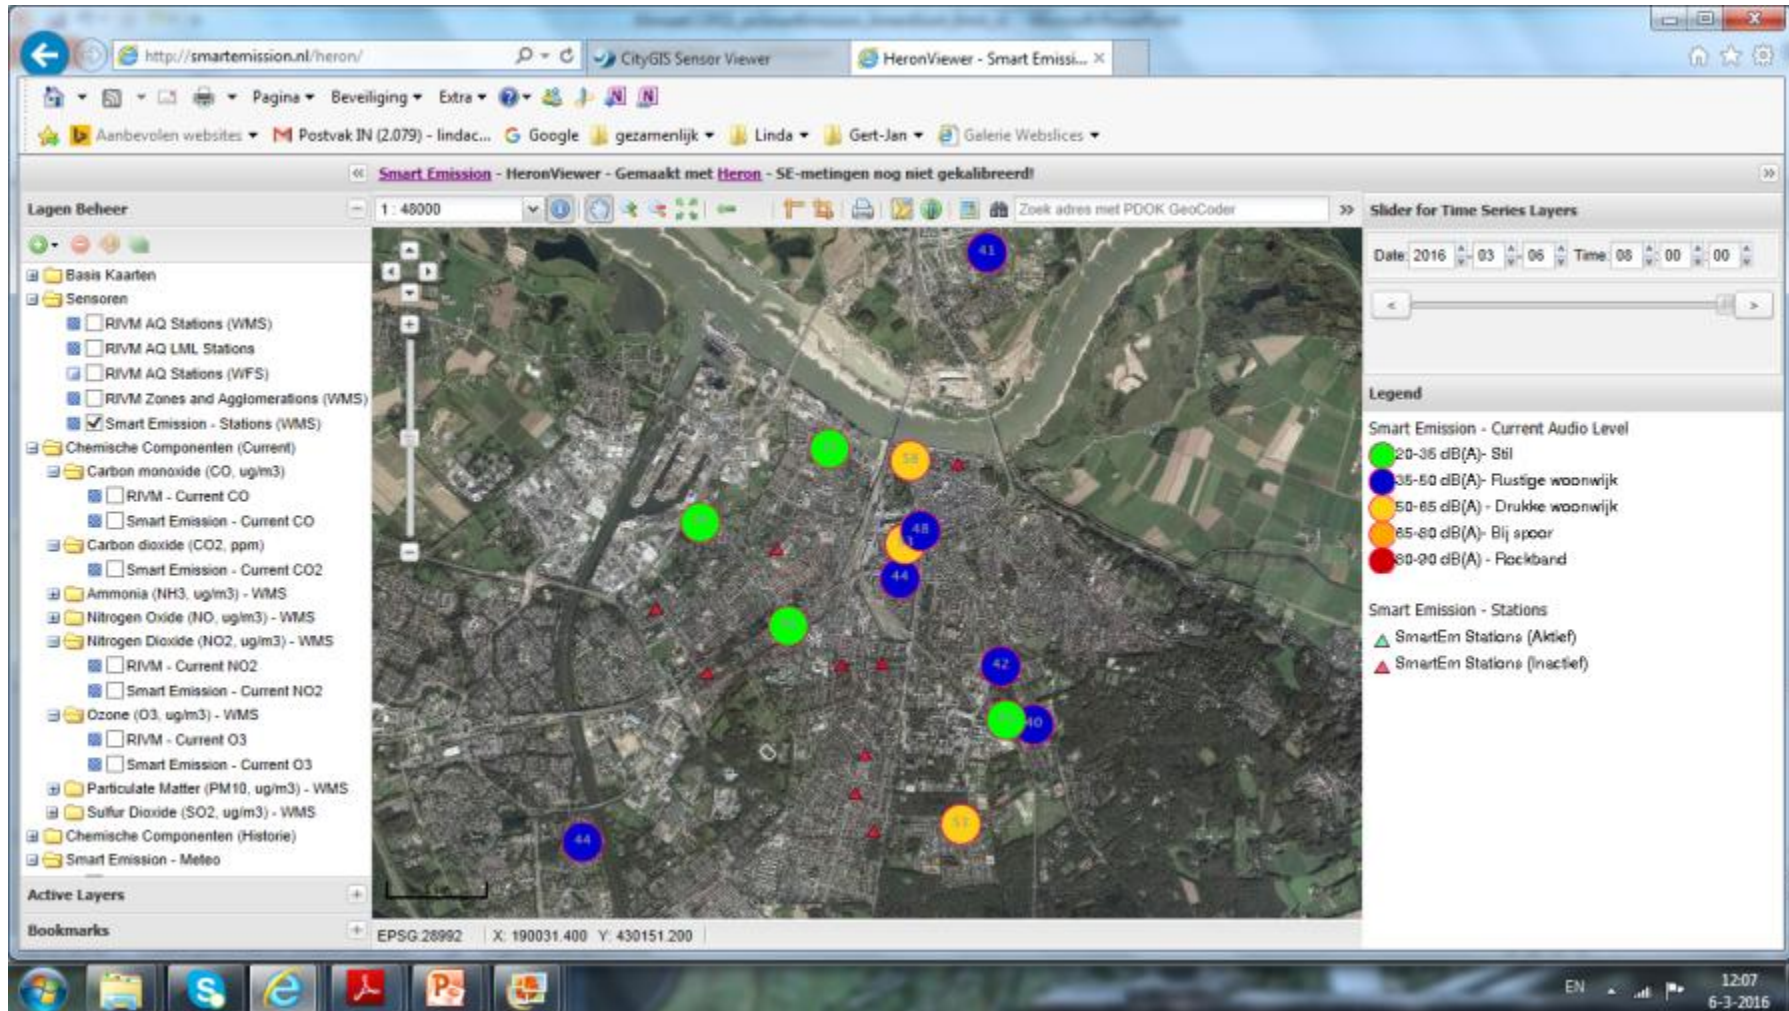 http://smartemission.nl/heron/
CityGIS Sensor Viewer
HeronViewer - Smart Emissi...
Pagina Beveiliging Extra
Aanbevolen websites Postvak IN (2.079) - lindac... Google gezamenlijk Linda Gert-Jan Galerie Webslices
Smart Emission - HeronViewer - Gemaakt met Heron - SE-metingen nog niet gekalibreerd!
Lagen Beheer
1 : 48000
Zoek adres met PDOK GeoCoder
Slider for Time Series Layers
Date: 2016 - 03 - 06 Time: 08 : 00 : 00
Basis Kaarten
Sensoren
RIVM AQ Stations (WMS)
RIVM AQ LML Stations
RIVM AQ Stations (WFS)
RIVM Zones and Agglomerations (WMS)
Smart Emission - Stations (WMS)
Chemische Componenten (Current)
Carbon monoxide (CO, ug/m3)
RIVM - Current CO
Smart Emission - Current CO
Carbon dioxide (CO2, ppm)
Smart Emission - Current CO2
Ammonia (NH3, ug/m3) - WMS
Nitrogen Oxide (NO, ug/m3) - WMS
Nitrogen Dioxide (NO2, ug/m3) - WMS
RIVM - Current NO2
Smart Emission - Current NO2
Ozone (O3, ug/m3) - WMS
RIVM - Current O3
Smart Emission - Current O3
Particulate Matter (PM10, ug/m3) - WMS
Sulfur Dioxide (SO2, ug/m3) - WMS
Chemische Componenten (Historie)
Smart Emission - Meteo
Active Layers
Bookmarks
41
58
48
44
42
40
53
44
EPSG:28992 X: 190031.400 Y: 430151.200
Legend
Smart Emission - Current Audio Level
20-35 dB(A)- Stil
35-50 dB(A)- Rustige woonwijk
50-65 dB(A) - Drukke woonwijk
65-80 dB(A)- Bij spoor
80-90 dB(A) - Rockband
Smart Emission - Stations
SmartEm Stations (Aktief)
SmartEm Stations (Inactief)
EN
12:07
6-3-2016